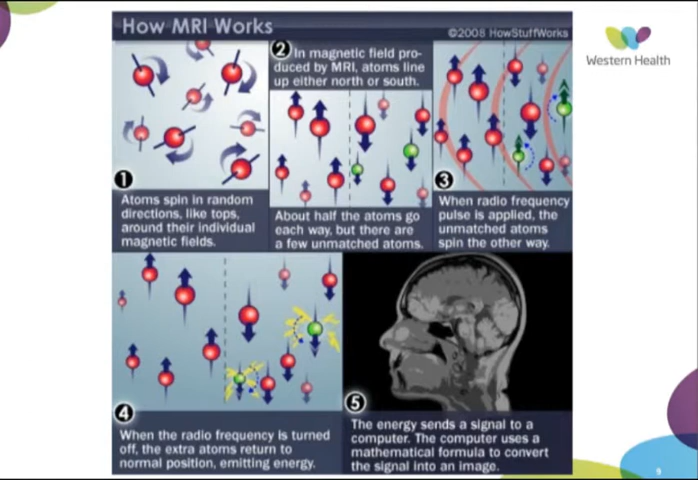 How MRI Works
©2008 HowStuffWorks
Western Health
1
Atoms spin in random
directions, like tops,
around their individual
magnetic fields.
2 In magnetic field pro-
duced by MRI, atoms line
up either north or south.
About half the atoms go
each way, but there are
a few unmatched atoms.
3
When radio frequency
pulse is applied, the
unmatched atoms
spin the other way.
4
When the radio frequency is turned
off, the extra atoms return to
normal position, emitting energy.
5
The energy sends a signal to a
computer. The computer uses a
mathematical formula to convert
the signal into an image.
9